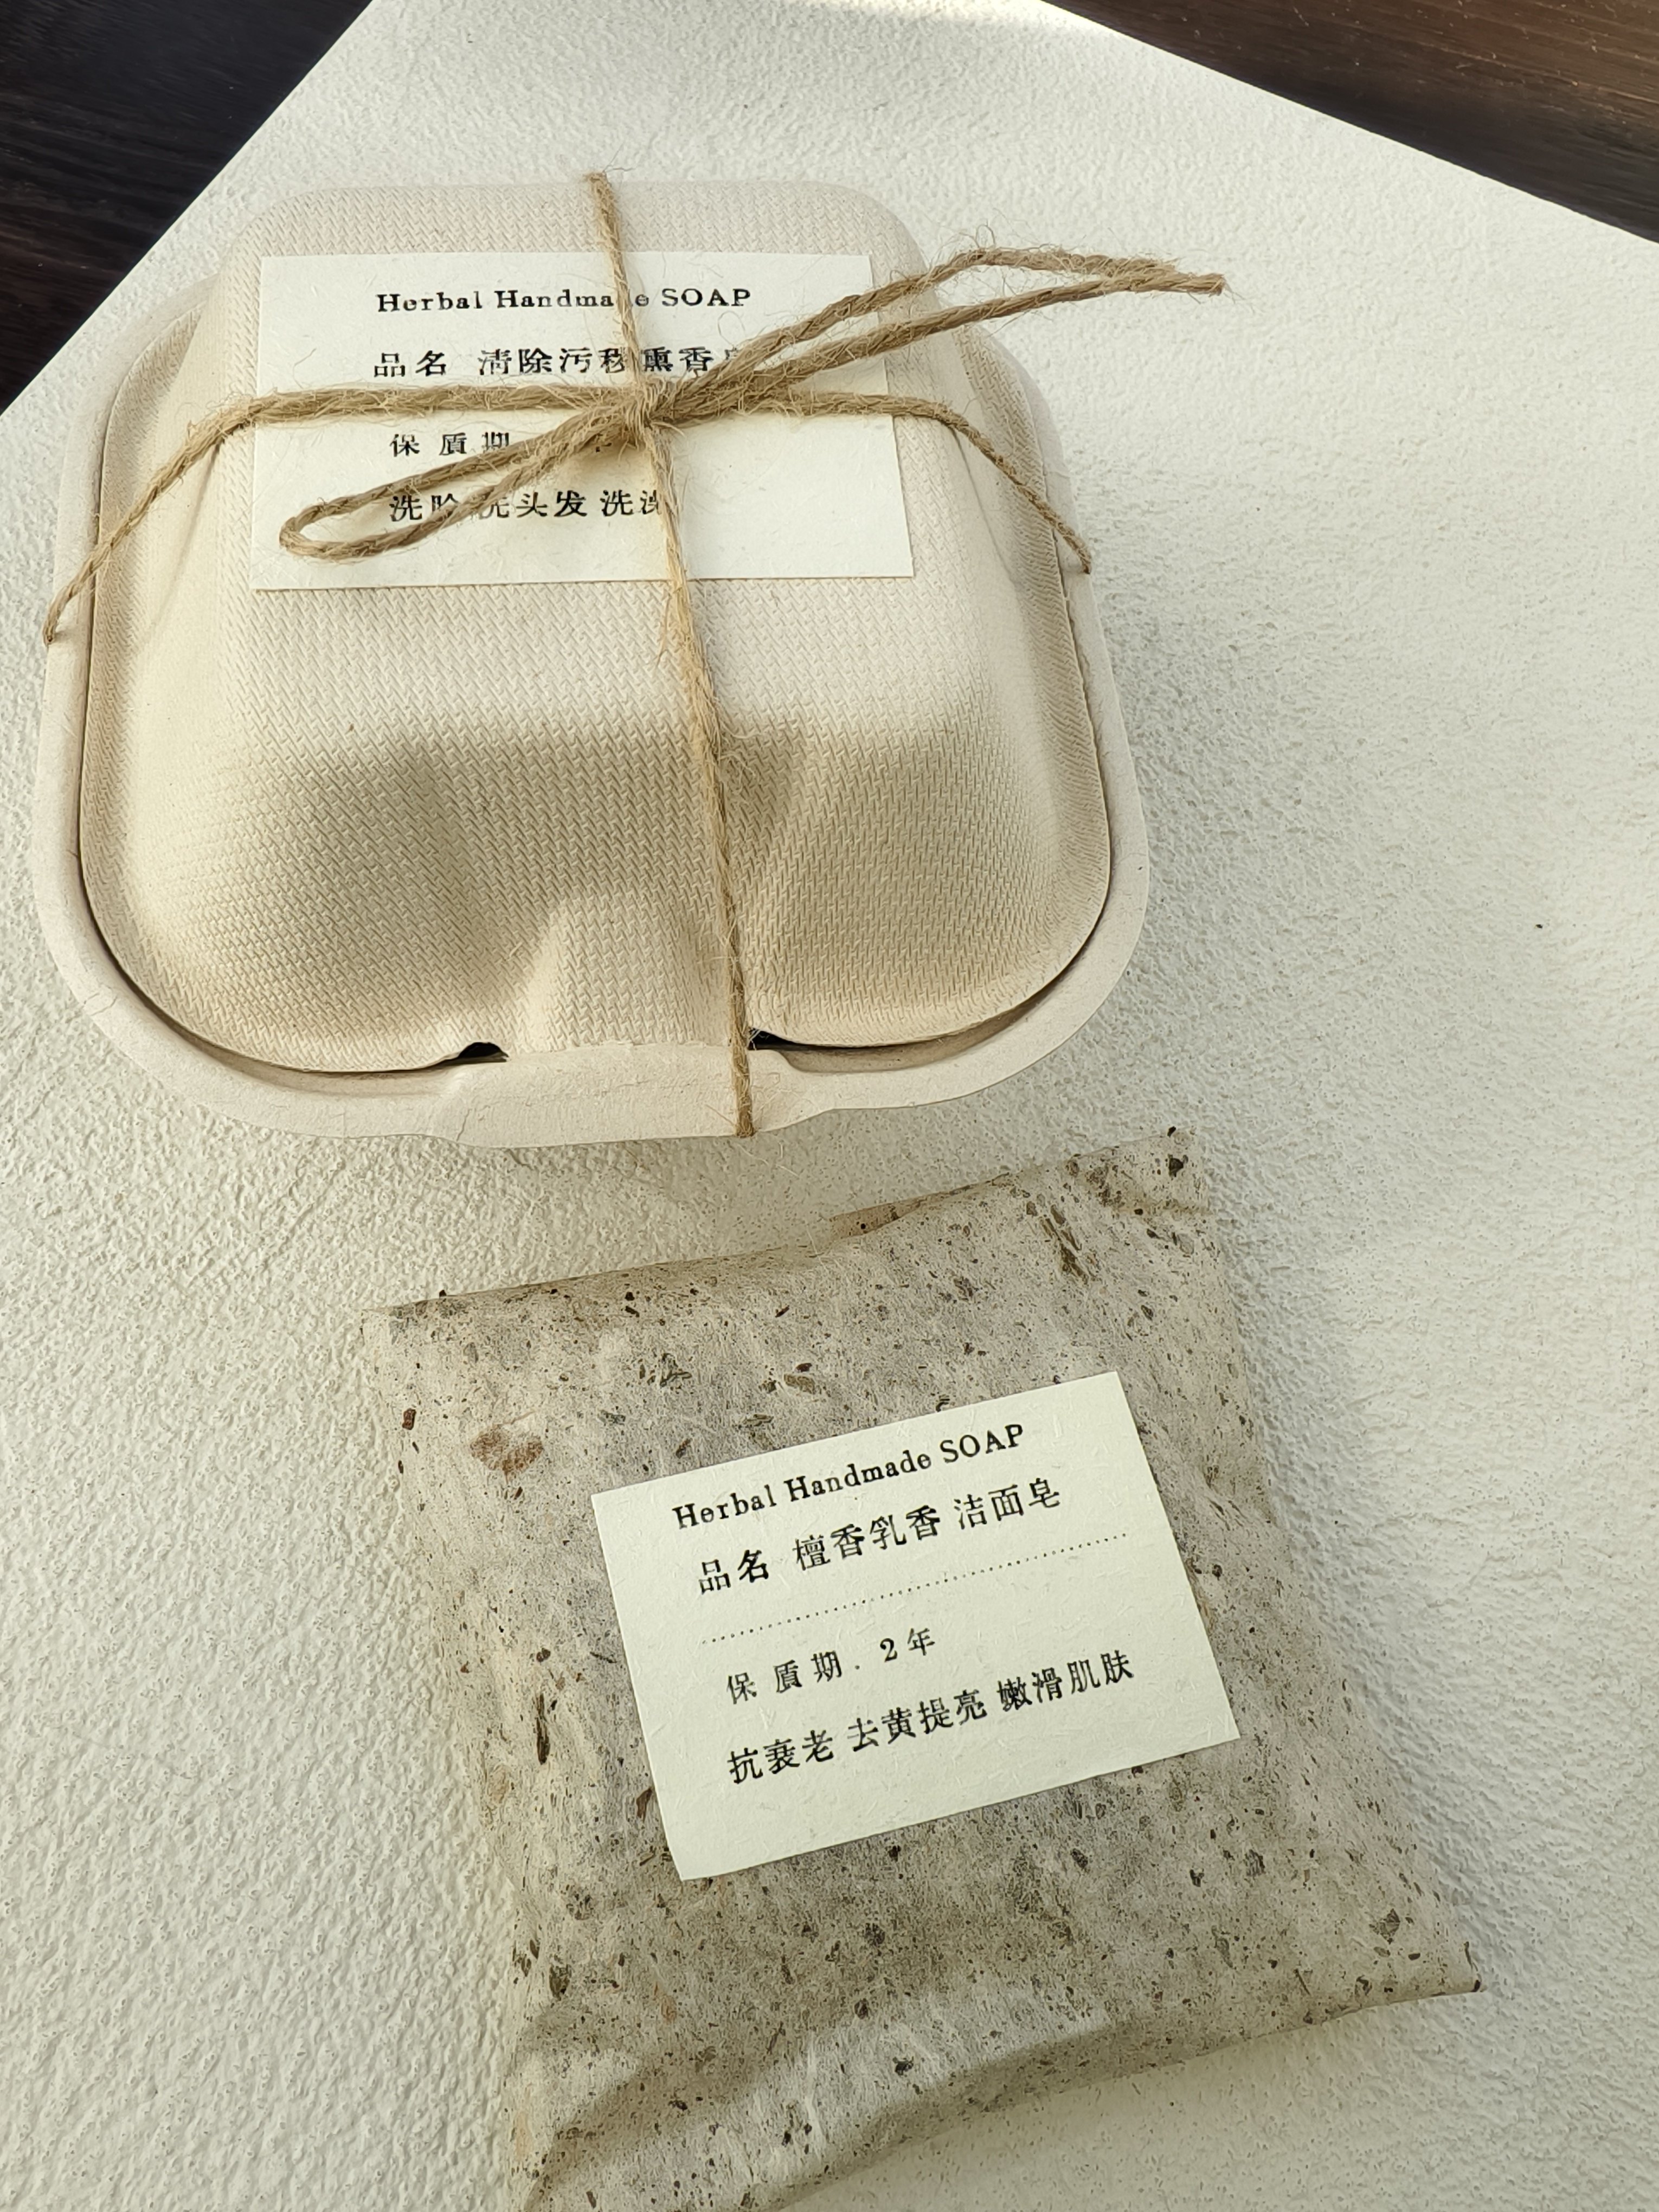 Herbal Handmade SOAP
品名 清除污秽熏香
保质期
洗脸 洗头发 洗澡
Herbal Handmade SOAP
品名 檀香乳香 洁面皂
保质期. 2年
抗衰老 去黄提亮 嫩滑肌肤